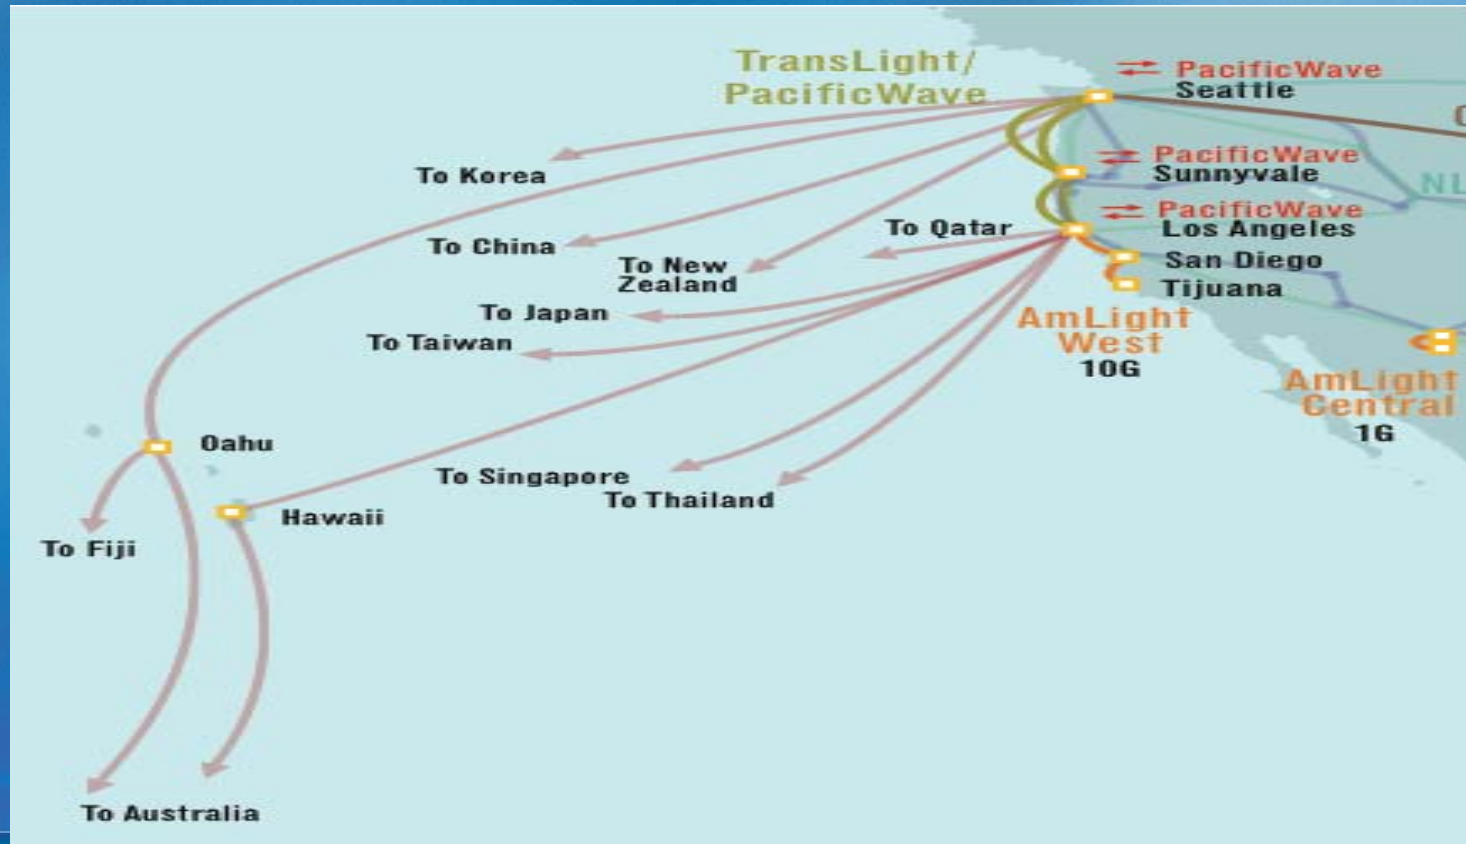 TransLight/
PacificWave
PacificWave
Seattle
PacificWave
Sunnyvale
PacificWave
Los Angeles
San Diego
Tijuana
AmLight
West
10G
AmLight
Central
1G
To Korea
To China
To New
Zealand
To Qatar
To Japan
To Taiwan
Oahu
Hawaii
To Singapore
To Thailand
To Fiji
To Australia
NL